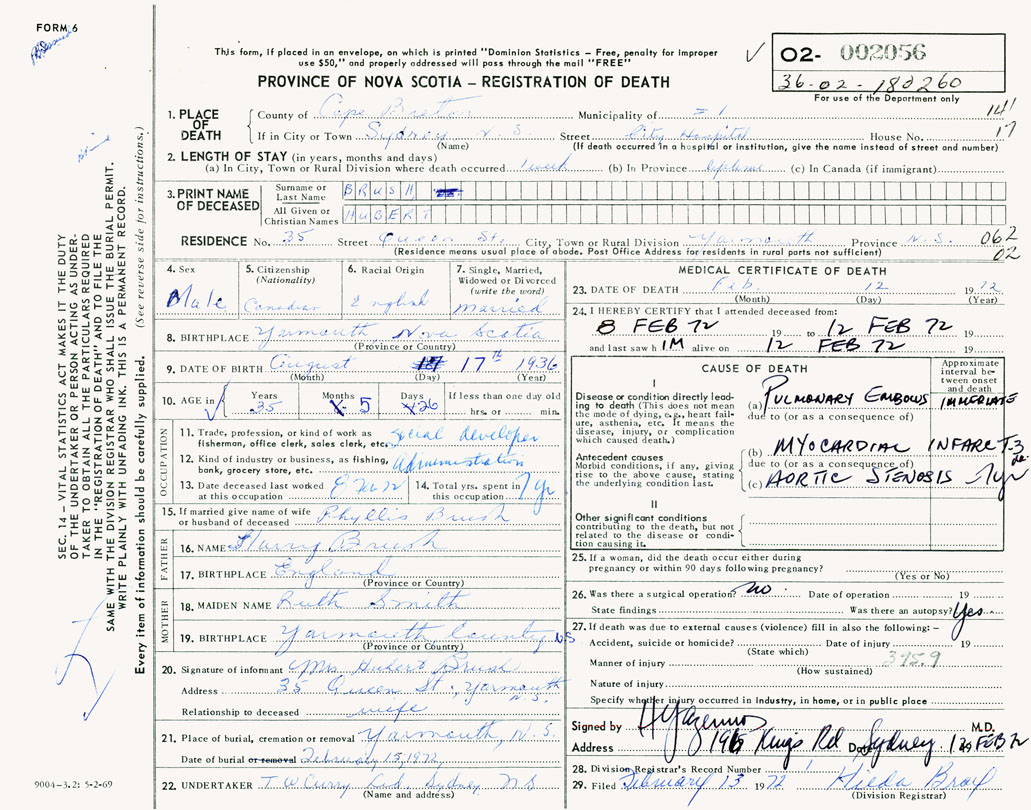 FORM 6
This form, if placed in an envelope, on which is printed "Dominion Statistics – Free, penalty for improper
use $50," and properly addressed will pass through the mail "FREE"
PROVINCE OF NOVA SCOTIA – REGISTRATION OF DEATH
02- 002056
36-02-182260
For use of the Department only
141
17
1. PLACE OF DEATH
County of Cape Breton Municipality of = 1
If in City or Town Sydney N.S. Street City Hospital House No.
(Name) (If death occurred in a hospital or institution, give the name instead of street and number)
2. LENGTH OF STAY (in years, months and days)
(a) In City, Town or Rural Division where death occurred 1 week (b) In Province lifetime (c) In Canada (if immigrant)
3. PRINT NAME OF DECEASED
Surname or Last Name BRUSH
All Given or Christian Names HUBERT
RESIDENCE No. 35 Street Queen St. City, Town or Rural Division Yarmouth Province N.S. 062
02
(Residence means usual place of abode. Post Office Address for residents in rural parts not sufficient)
4. Sex Male
5. Citizenship (Nationality) Canadian
6. Racial Origin English
7. Single, Married, Widowed or Divorced (write the word) married
8. BIRTHPLACE Yarmouth Nova Scotia
(Province or Country)
9. DATE OF BIRTH August 17th 1936
(Month) (Day) (Year)
10. AGE in Years 35 Months 5 Days 26 If less than one day old
hrs. or min.
OCCUPATION
11. Trade, profession, or kind of work as
fisherman, office clerk, sales clerk, etc. Social developer
12. Kind of industry or business, as fishing,
bank, grocery store, etc. Administration
13. Date deceased last worked
at this occupation 8 Feb 72
14. Total yrs. spent in
this occupation 7 yr
15. If married give name of wife
or husband of deceased Phyllis Brush
FATHER
16. NAME Harry Brush
17. BIRTHPLACE England
(Province or Country)
MOTHER
18. MAIDEN NAME Ruth Smith
19. BIRTHPLACE Yarmouth County N.S
(Province or Country)
20. Signature of informant Mrs Hubert Brush
Address 35 Queen St., Yarmouth N.S.
Relationship to deceased wife
21. Place of burial, cremation or removal Yarmouth, N.S.
Date of burial or removal February 15, 1972
22. UNDERTAKER T. W. Curry Ltd. Sydney, NS
(Name and address)
MEDICAL CERTIFICATE OF DEATH
23. DATE OF DEATH Feb. 12 1972
(Month) (Day) (Year)
24. I HEREBY CERTIFY that I attended deceased from:
8 FEB 72 19 to 12 FEB 72 19
and last saw h IM alive on 12 FEB 72 19
CAUSE OF DEATH
Approximate interval between onset and death
I
Disease or condition directly leading to death (This does not mean the mode of dying, e.g., heart failure, asthenia, etc. It means the disease, injury, or complication which caused death.)
(a) PULMONARY EMBOLUS IMMEDIATE
due to (or as a consequence of)
Antecedent causes
Morbid conditions, if any, giving rise to the above cause, stating the underlying condition last.
(b) MYOCARDIAL INFARCT. 3 da.
due to (or as a consequence of)
(c) AORTIC STENOSIS 7yr
II
Other significant conditions
contributing to the death, but not related to the disease or condition causing it.
25. If a woman, did the death occur either during
pregnancy or within 90 days following pregnancy?
(Yes or No)
26. Was there a surgical operation? no Date of operation 19
State findings Was there an autopsy? Yes
27. If death was due to external causes (violence) fill in also the following: –
Accident, suicide or homicide? Date of injury 19
(State which)
Manner of injury 395.9
(How sustained)
Nature of injury
Specify whether injury occurred in industry, in home, or in public place
Signed by M.D.
Address 196 Kings Rd Date Sydney 12 FEB 72
28. Division Registrar's Record Number 1
29. Filed February 13 1972
(Division Registrar)
SEC. 14 – VITAL STATISTICS ACT MAKES IT THE DUTY
OF THE UNDERTAKER OR PERSON ACTING AS UNDER-
TAKER TO OBTAIN ALL THE PARTICULARS REQUIRED
IN THE "REGISTRATION OF DEATH" AND TO FILE THE
SAME WITH THE DIVISION REGISTRAR WHO SHALL ISSUE THE BURIAL PERMIT.
WRITE PLAINLY WITH UNFADING INK. THIS IS A PERMANENT RECORD.
Every item of information should be carefully supplied. (See reverse side for instructions.)
9004–3.2: 5-2-69